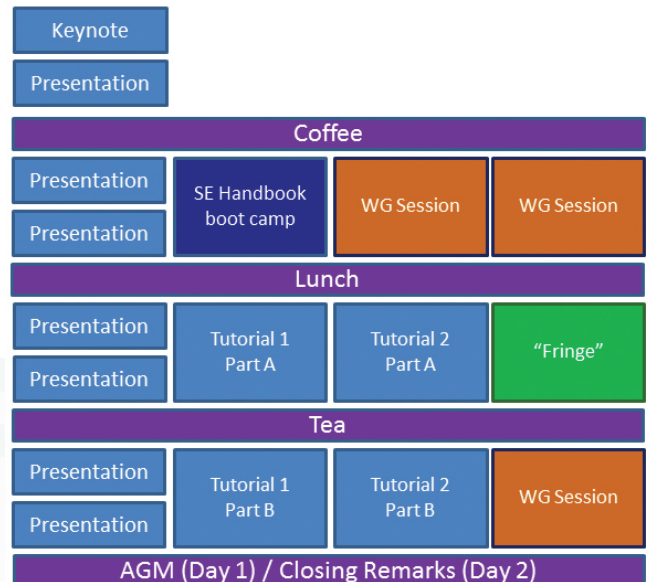 Keynote
Presentation
Coffee
Presentation
Presentation
SE Handbook
boot camp
WG Session
WG Session
Lunch
Presentation
Presentation
Tutorial 1
Part A
Tutorial 2
Part A
“Fringe”
Tea
Presentation
Presentation
Tutorial 1
Part B
Tutorial 2
Part B
WG Session
AGM (Day 1) / Closing Remarks (Day 2)